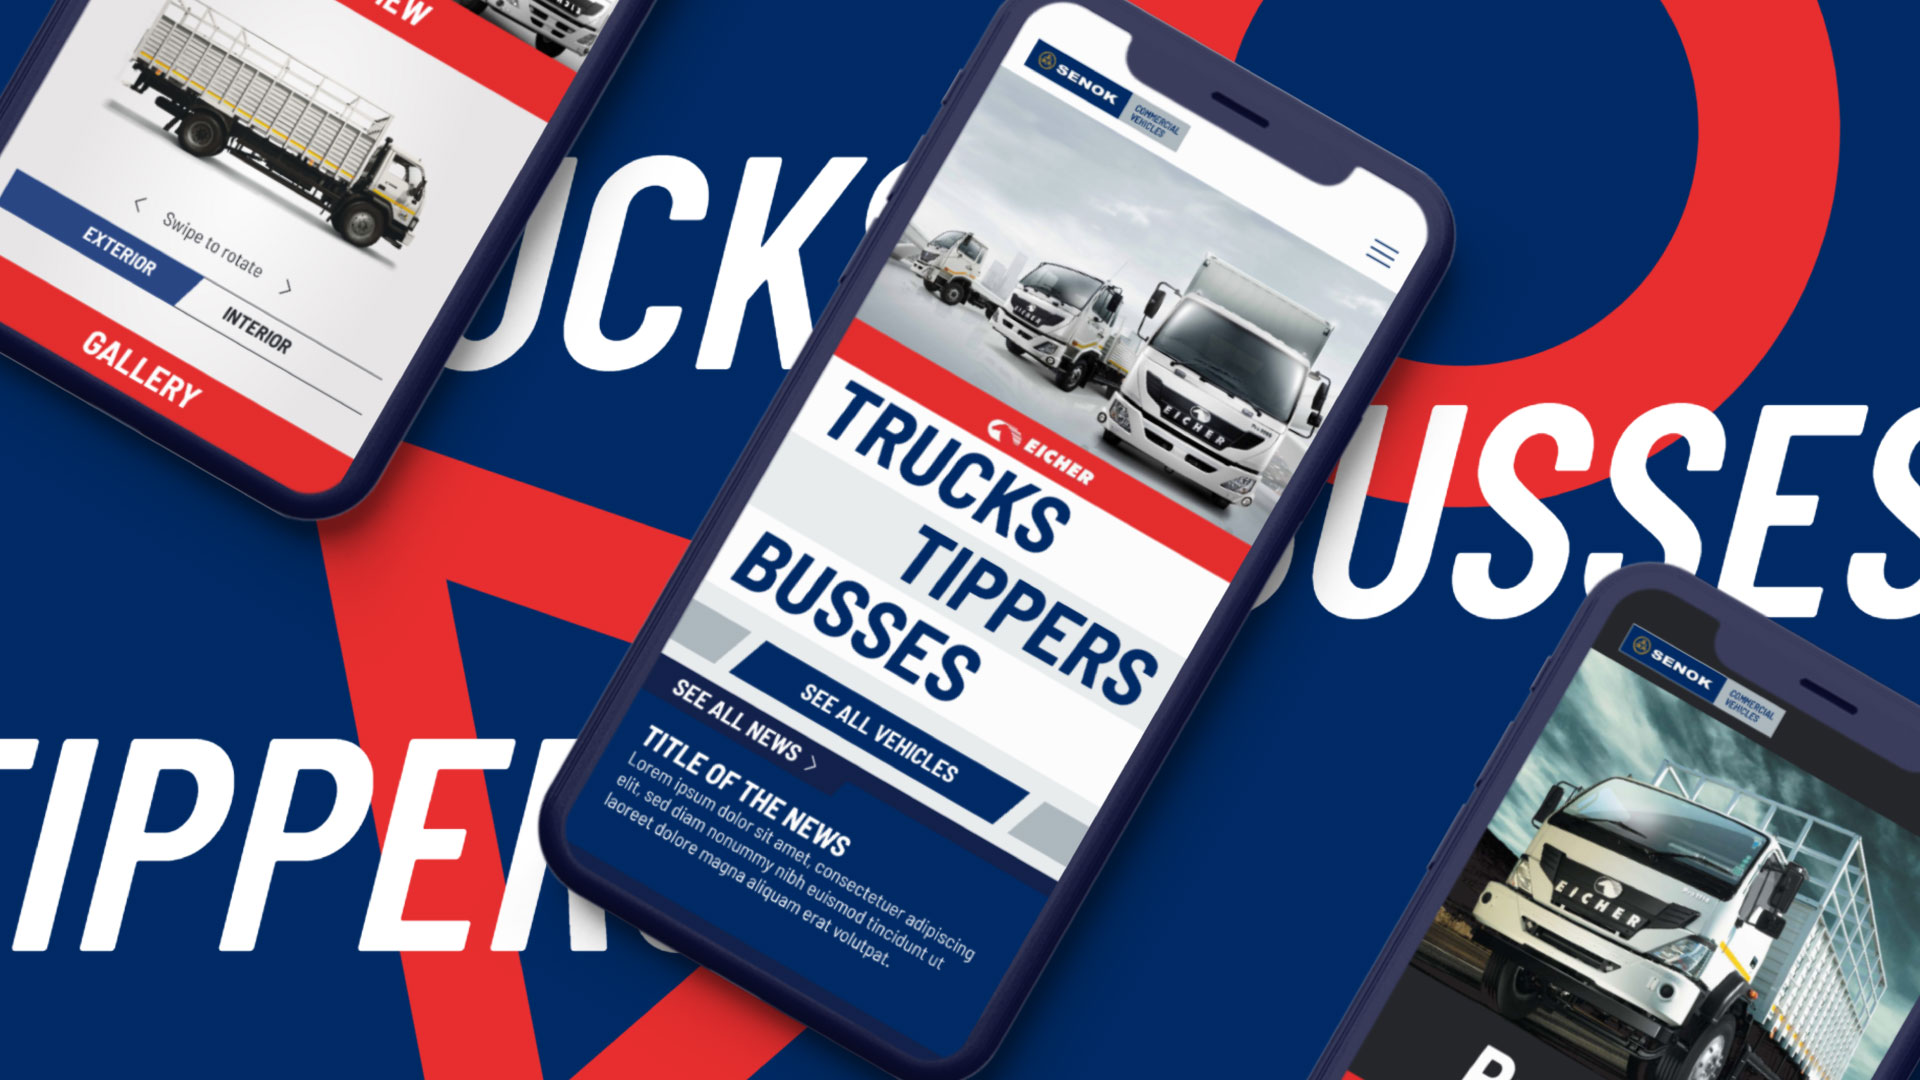 SENOK
COMMERCIAL
VEHICLES
EICHER
EICHER
EICHER
TRUCKS
TIPPERS
BUSSES
SEE ALL VEHICLES
SEE ALL NEWS >
TITLE OF THE NEWS
Lorem ipsum dolor sit amet, consectetuer adipiscing
elit, sed diam nonummy nibh euismod tincidunt ut
laoreet dolore magna aliquam erat volutpat.
< Swipe to rotate >
EXTERIOR
INTERIOR
GALLERY
UCKS
USSES
TIPPER
SENOK
COMMERCIAL
VEHICLES
EICHER